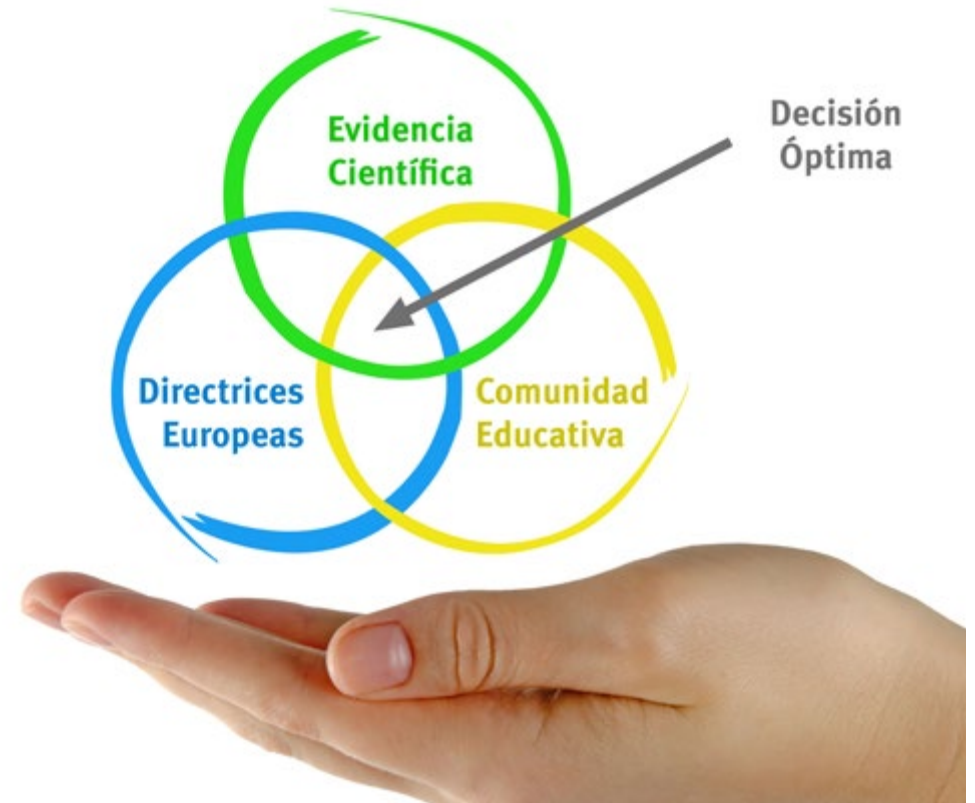 Evidencia
Científica
Decisión
Óptima
Directrices
Europeas
Comunidad
Educativa